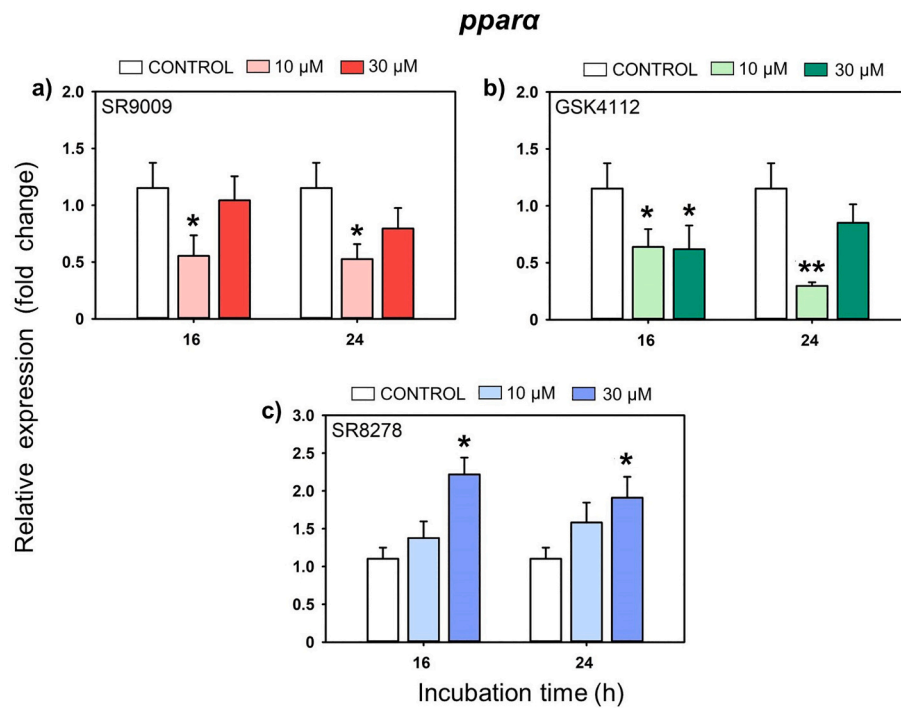 pparα
CONTROL 10 µM 30 µM
a)
SR9009
2.0
1.5
1.0
0.5
0
* *
16 24
CONTROL 10 µM 30 µM
b)
GSK4112
2.0
1.5
1.0
0.5
0
* * **
16 24
CONTROL 10 µM 30 µM
c)
SR8278
3.0
2.5
2.0
1.5
1.0
0.5
0
* *
16 24
Relative expression (fold change)
Incubation time (h)